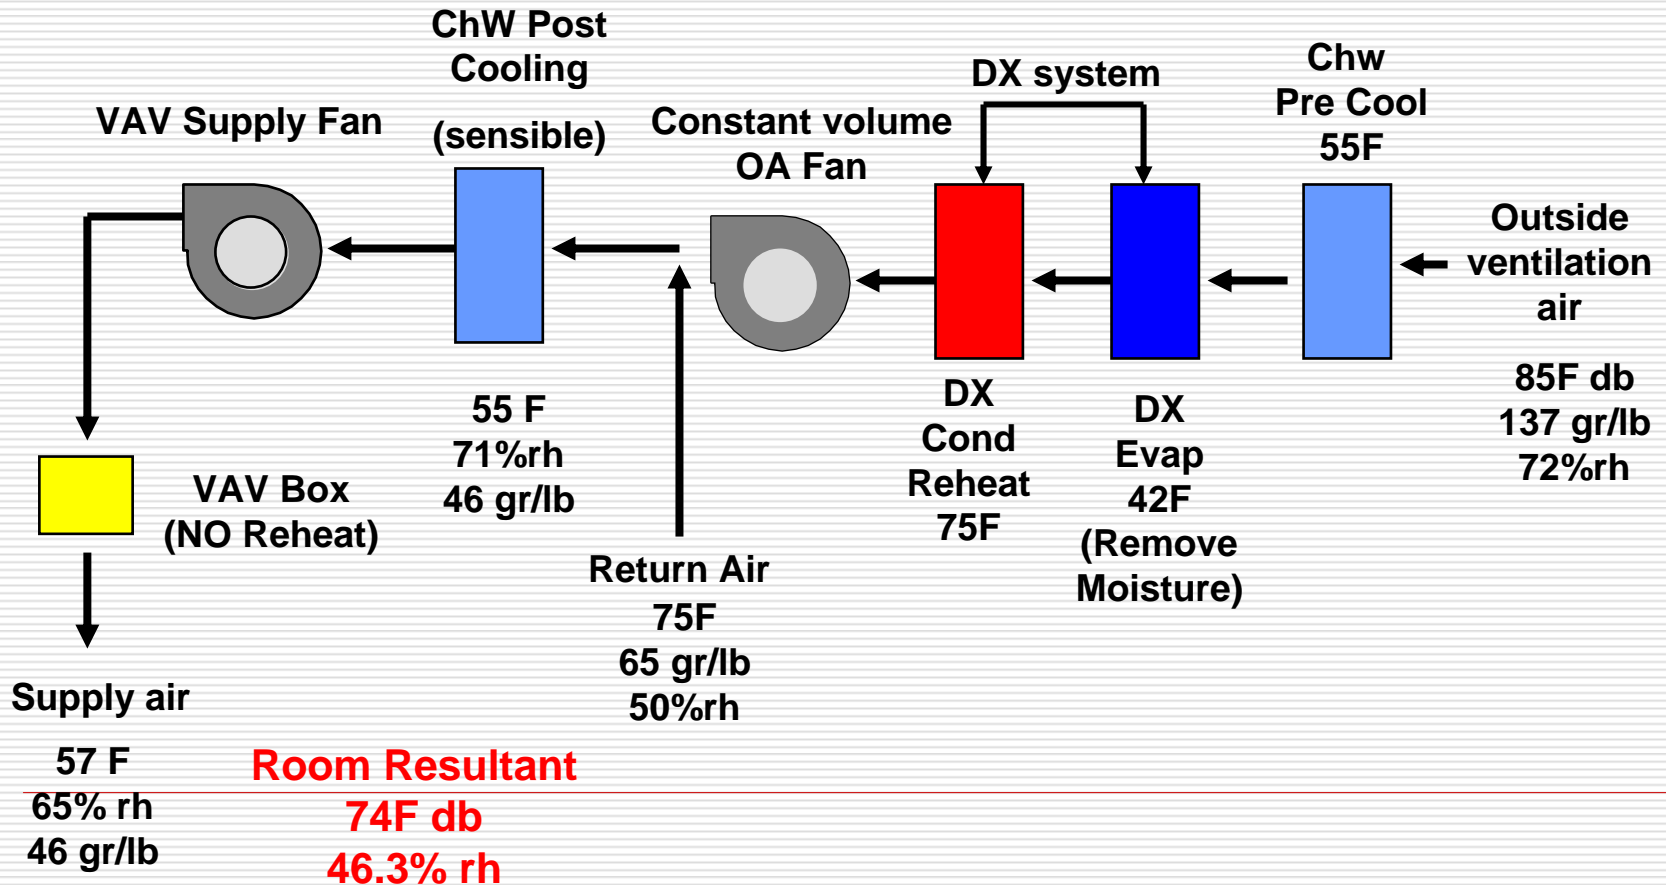 ChW Post
Cooling
(sensible)
VAV Supply Fan
Constant volume
OA Fan
DX system
Chw
Pre Cool
55F
Outside
ventilation
air
85F db
137 gr/lb
72%rh
DX
Evap
42F
(Remove
Moisture)
DX
Cond
Reheat
75F
55 F
71%rh
46 gr/lb
Return Air
75F
65 gr/lb
50%rh
VAV Box
(NO Reheat)
Supply air
57 F
65% rh
46 gr/lb
Room Resultant
74F db
46.3% rh